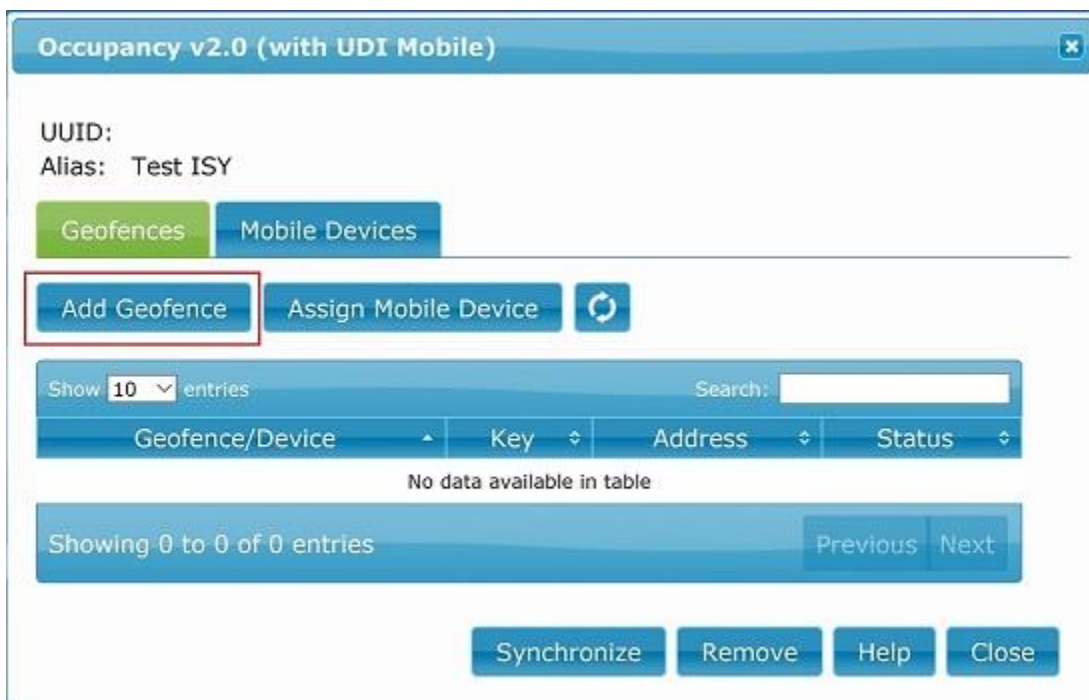 Occupancy v2.0 (with UDI Mobile)
UUID:
Alias: Test ISY
Geofences Mobile Devices
Add Geofence Assign Mobile Device
Show 10 entries Search:
Geofence/Device Key Address Status
No data available in table
Showing 0 to 0 of 0 entries Previous Next
Synchronize Remove Help Close